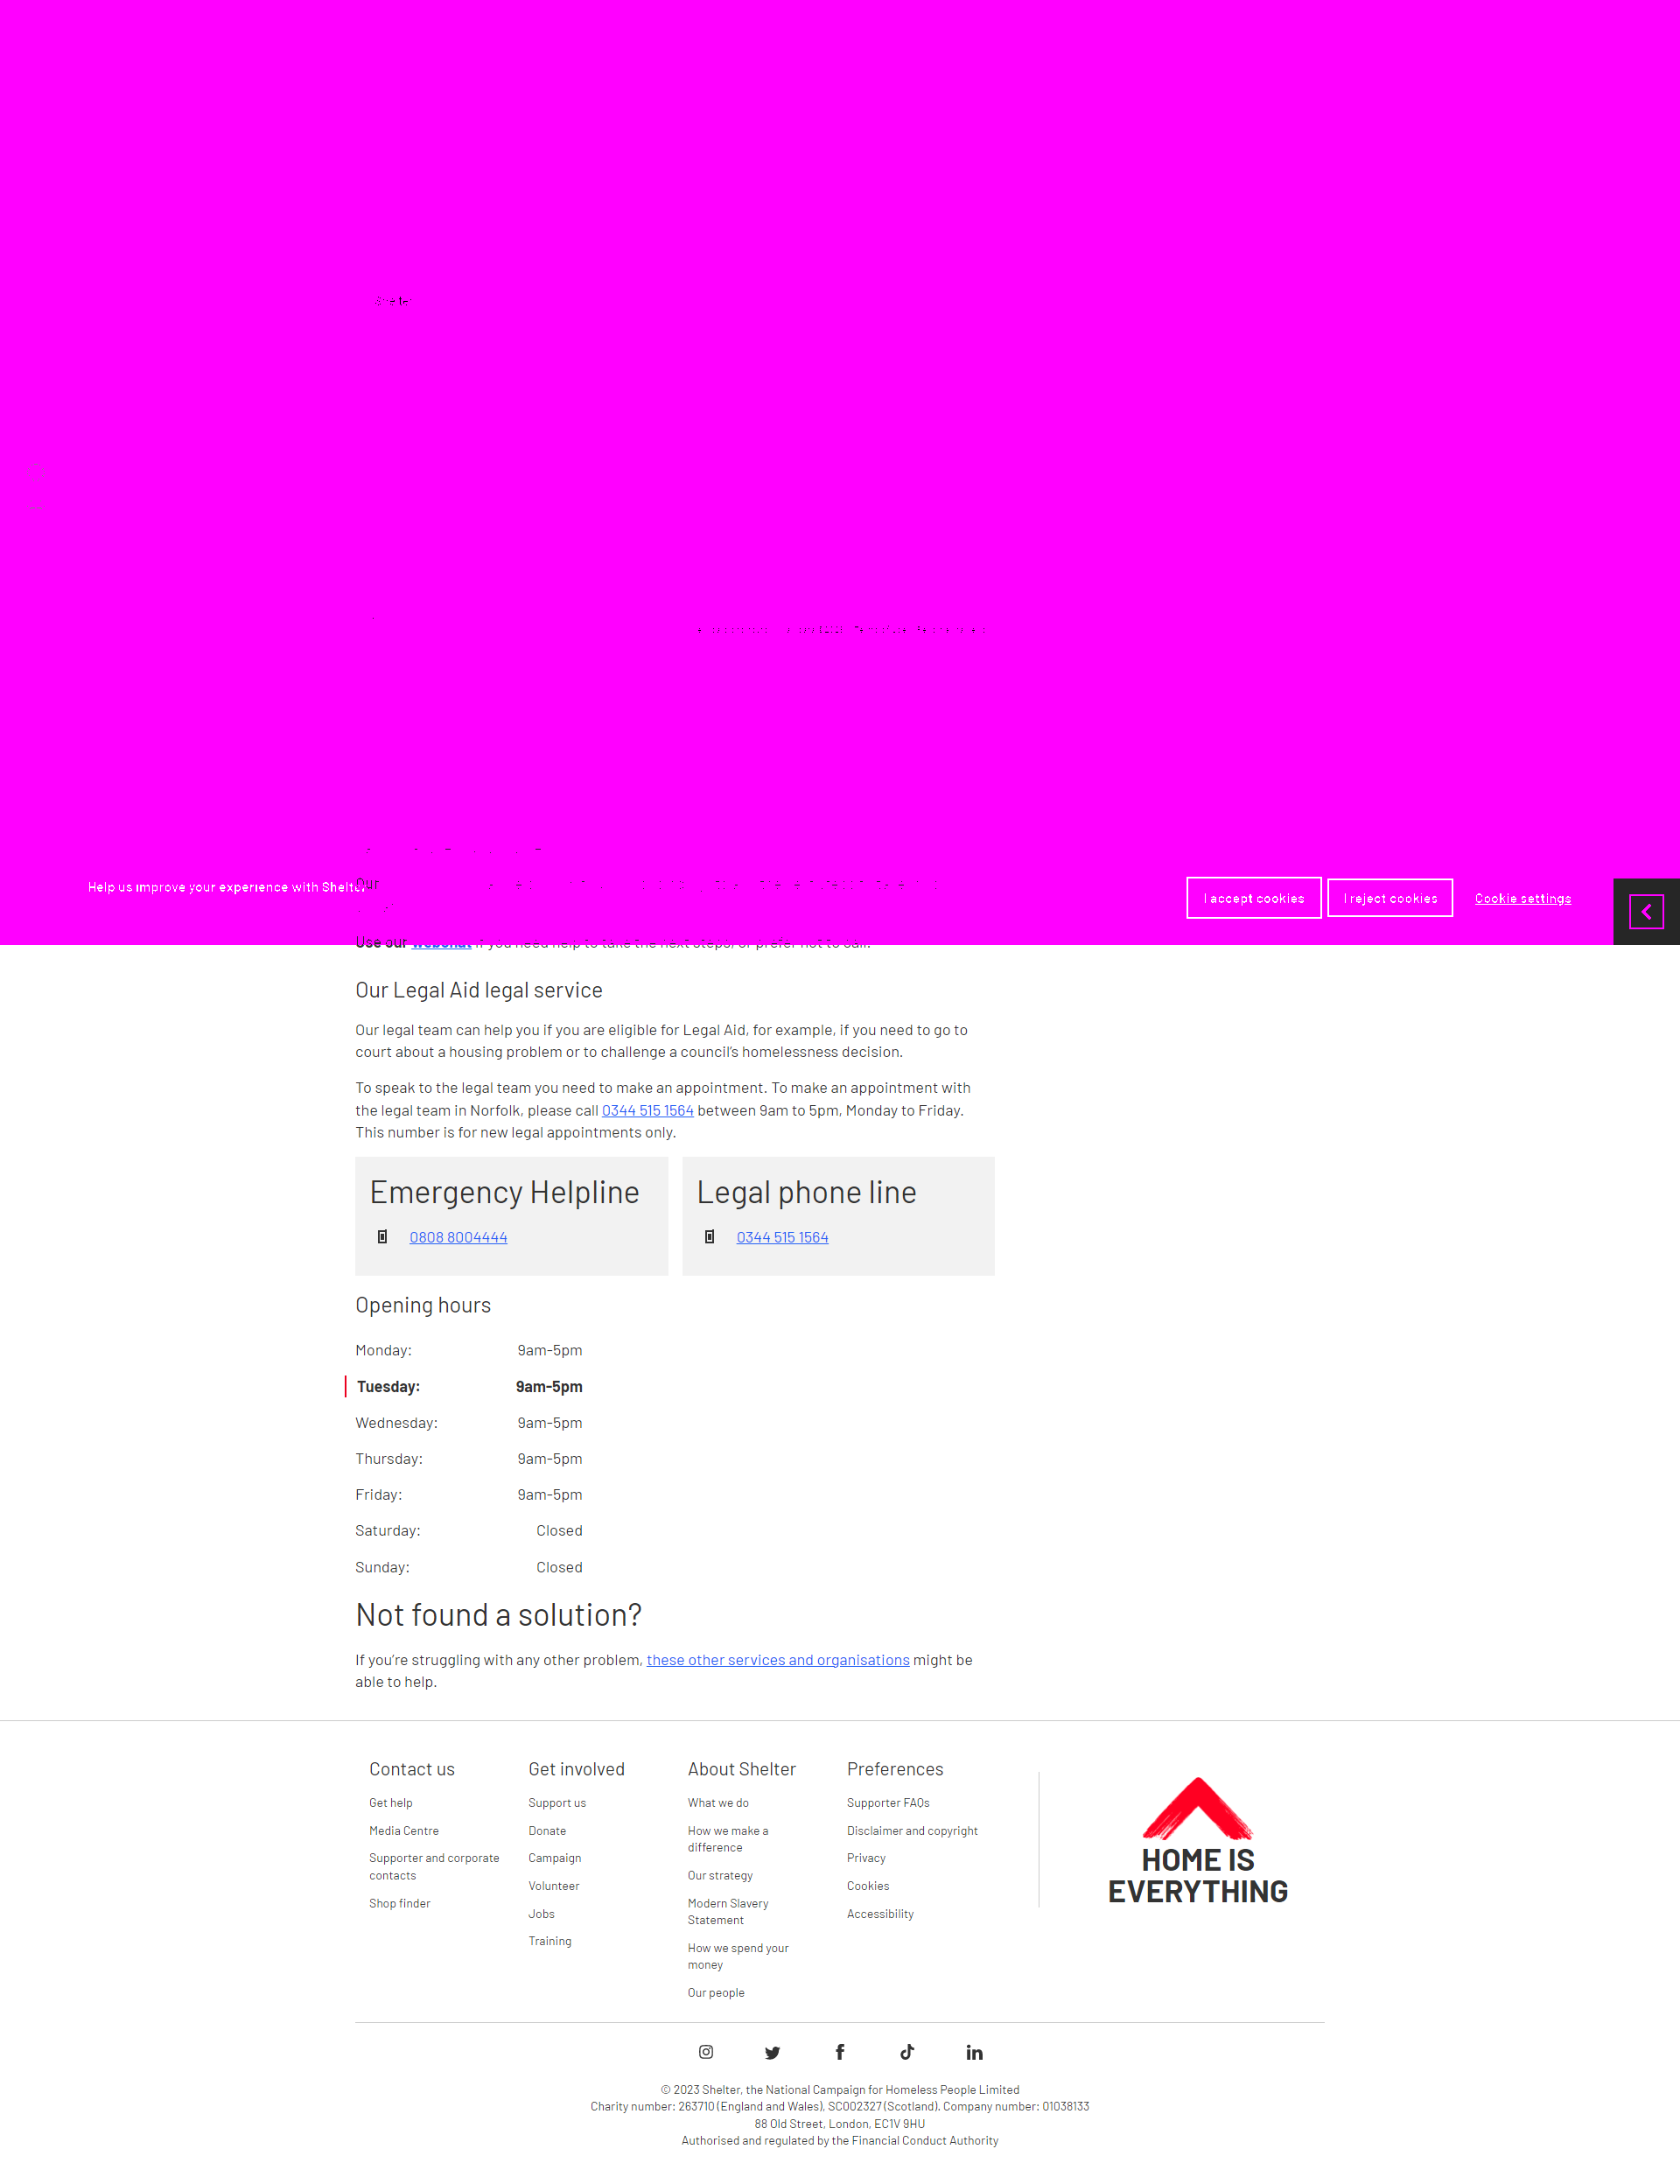 Help us improve your experience with Shelter
Our
I accept cookies
I reject cookies
Cookie settings
Use our webchat if you need help to take the next steps, or prefer not to call.
Our Legal Aid legal service
Our legal team can help you if you are eligible for Legal Aid, for example, if you need to go to
court about a housing problem or to challenge a council's homelessness decision.
To speak to the legal team you need to make an appointment. To make an appointment with
the legal team in Norfolk, please call 0344 515 1564 between 9am to 5pm, Monday to Friday.
This number is for new legal appointments only.
Emergency Helpline
0808 8004444
Legal phone line
0344 515 1564
Opening hours
Monday: 9am-5pm
Tuesday: 9am-5pm
Wednesday: 9am-5pm
Thursday: 9am-5pm
Friday: 9am-5pm
Saturday: Closed
Sunday: Closed
Not found a solution?
If you're struggling with any other problem, these other services and organisations might be
able to help.
Contact us
Get help
Media Centre
Supporter and corporate
contacts
Shop finder
Get involved
Support us
Donate
Campaign
Volunteer
Jobs
Training
About Shelter
What we do
How we make a
difference
Our strategy
Modern Slavery
Statement
How we spend your
money
Our people
Preferences
Supporter FAQs
Disclaimer and copyright
Privacy
Cookies
Accessibility
HOME IS
EVERYTHING
© 2023 Shelter, the National Campaign for Homeless People Limited
Charity number: 263710 (England and Wales), SC002327 (Scotland). Company number: 01038133
88 Old Street, London, EC1V 9HU
Authorised and regulated by the Financial Conduct Authority